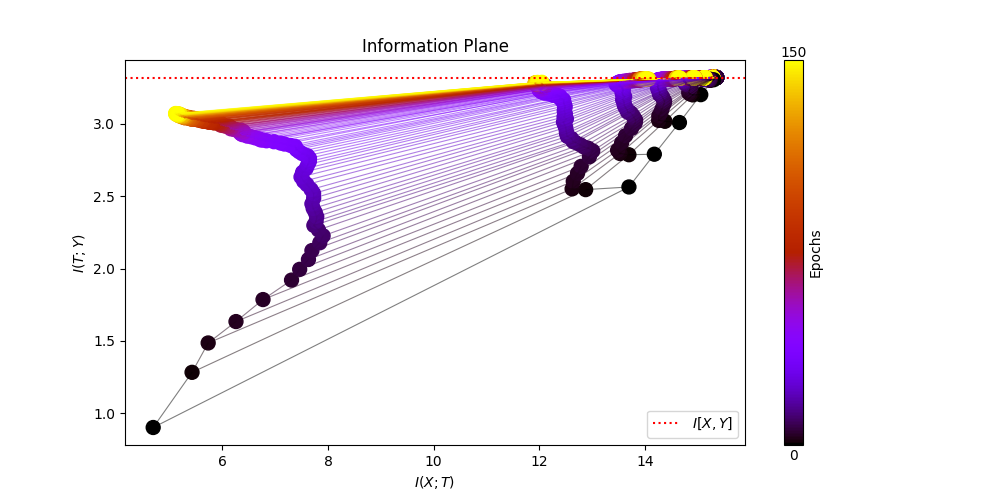 Information Plane
150
3.0
2.5
2.0
1.5
1.0
I(T; Y)
Epochs
I[X, Y]
0
6
8
10
12
14
I(X; T)